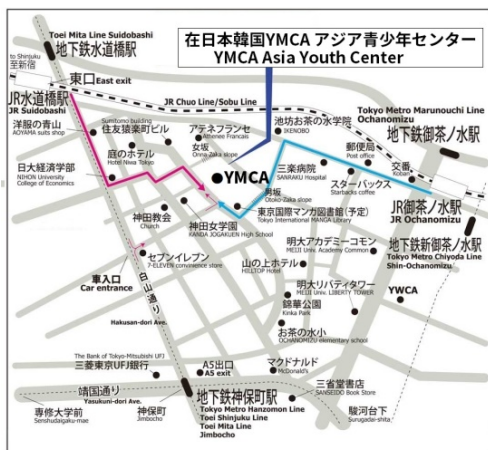 在日本韓国YMCA アジア青少年センター
YMCA Asia Youth Center
Toei Mita Line Suidobashi
地下鉄水道橋駅
to Shinjuku
至新宿
東口 East exit
JR水道橋駅
JR Suidobashi
JR Chuo Line/Sobu Line
Tokyo Metro Marunouchi Line
Ochanomizu
地下鉄御茶ノ水駅
洋服の青山
AOYAMA suits shop
Sumitomo building
住友猿楽町ビル
アテネフランセ
Athenee Francais
池坊お茶の水学院
IKENOBO
庭のホテル
Hotel Niwa Tokyo
女坂
Onna-Zaka slope
郵便局
Post office
交番
Koban
日大経済学部
NIHON University
College of Economics
YMCA
三楽病院
SANRAKU Hospital
スターバックス
Starbucks coffee
男坂
Otoko-Zaka slope
JR御茶ノ水駅
JR Ochanomizu
神田教会
Church
神田女学園
KANDA JOGAKUEN High School
東京国際マンガ図書館(予定)
Tokyo International MANGA Library
地下鉄新御茶ノ水駅
Tokyo Metro Chiyoda Line
Shin-Ochanomizu
セブンイレブン
7-ELEVEN convinience store
明大アカデミーコモン
MEIJI Univ. Academy Common
山の上ホテル
HILLTOP Hotel
車入口
Car entrance
白山通り
Hakusan-dori Ave.
明大リバティタワー
MEIJI Univ. LIBERTY TOWER
YWCA
錦華公園
Kinka Park
お茶の水小
OCHANOMIZU elementary school
The Bank of Tokyo-Mitsubishi UFJ
三菱東京UFJ銀行
A5出口
A5 exit
マクドナルド
McDonald's
靖国通り
Yasukuni-dori Ave.
地下鉄神保町駅
Tokyo Metro Hanzomon Line
Toei Shinjuku Line
Toei Mita Line
Jimbocho
三省堂書店
SANSEIDO Book Store
専修大学前
Senshudaigaku-mae
神保町
Jimbocho
駿河台下
Surugadai-shita